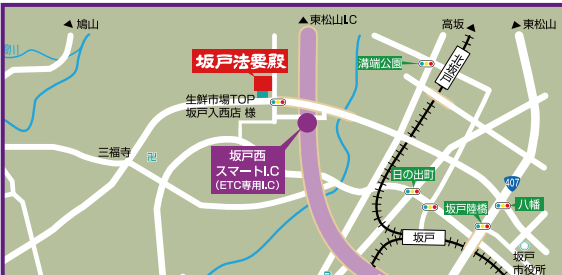 鳩山
東松山I.C
高坂
東松山
坂戸法要殿
溝端公園
北坂戸
生鮮市場TOP
坂戸入西店 様
三福寺
卍
坂戸西
スマートI.C
(ETC専用I.C)
日の出町
407
坂戸陸橋
八幡
坂戸
坂戸
市役所
卍